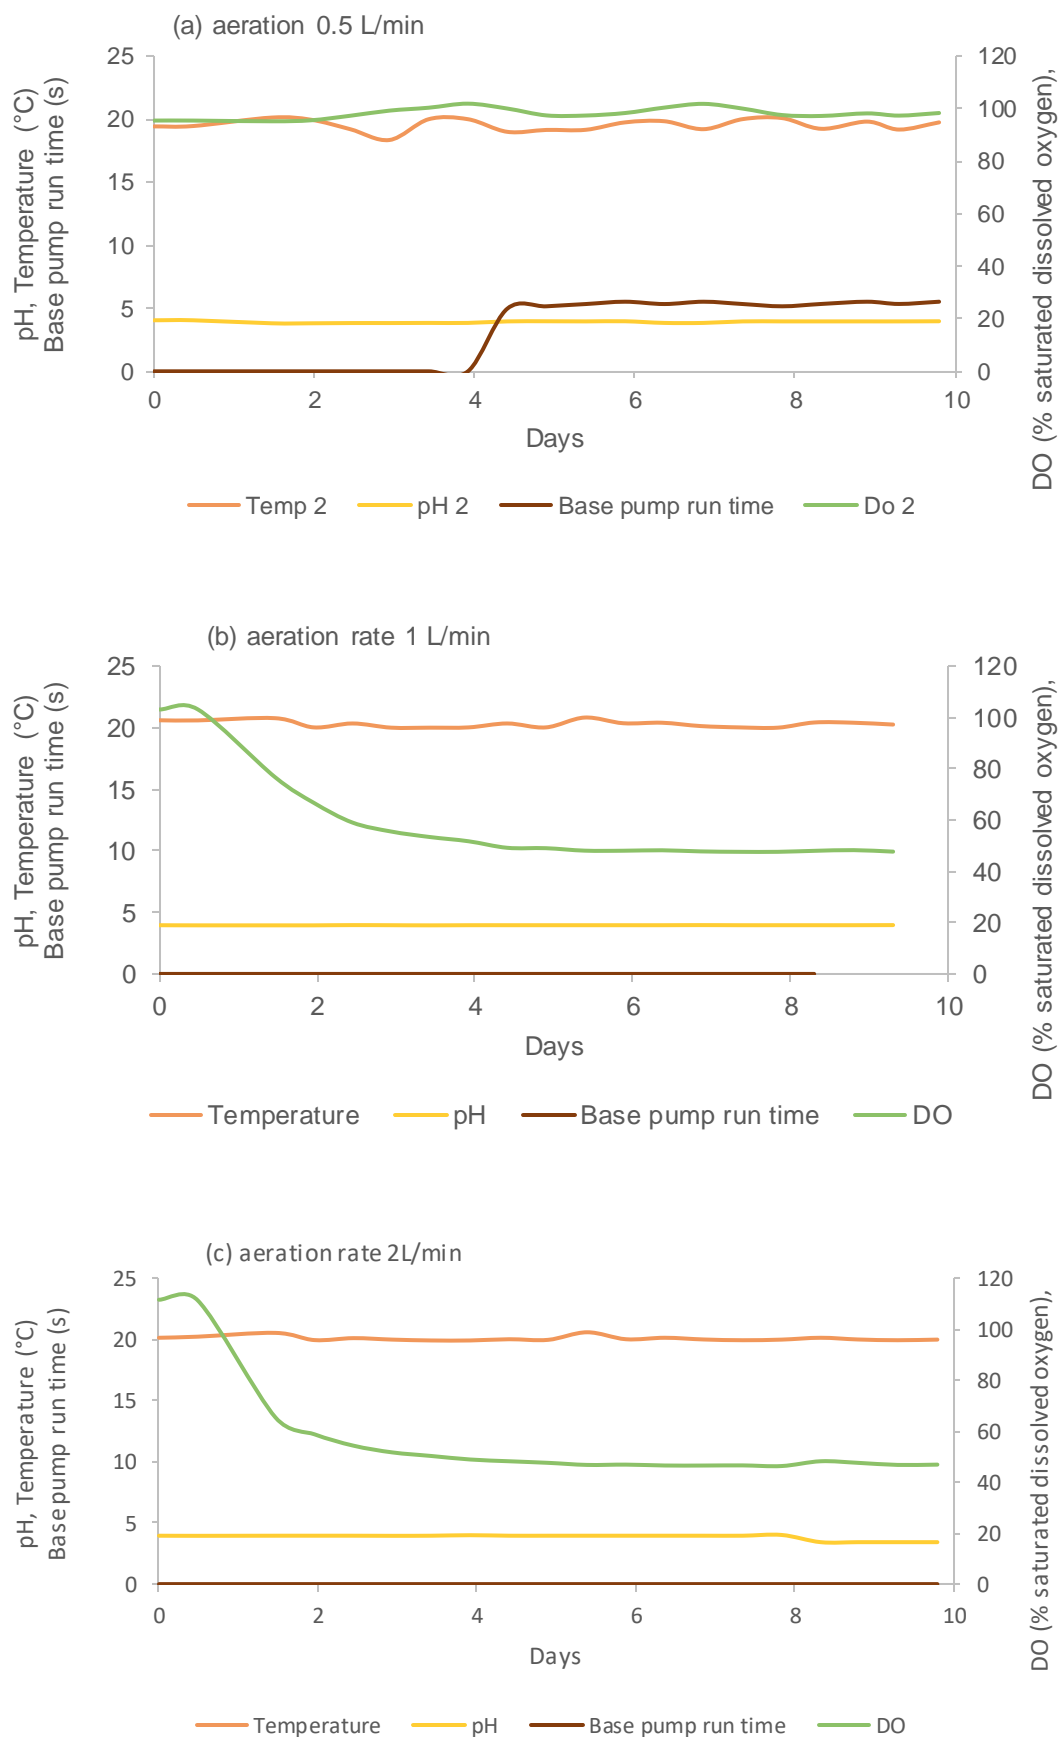 (a) aeration 0.5 L/min
pH, Temperature (°C)
Base pump run time (s)
25
20
15
10
5
0
120
100
80
60
40
20
0
DO (% saturated dissolved oxygen),
0 2 4 6 8 10
Days
Temp 2 pH 2 Base pump run time Do 2
(b) aeration rate 1 L/min
pH, Temperature (°C)
Base pump run time (s)
25
20
15
10
5
0
120
100
80
60
40
20
0
DO (% saturated dissolved oxygen),
0 2 4 6 8 10
Days
Temperature pH Base pump run time DO
(c) aeration rate 2L/min
pH, Temperature (°C)
Base pump run time (s)
25
20
15
10
5
0
120
100
80
60
40
20
0
DO (% saturated dissolved oxygen),
0 2 4 6 8 10
Days
Temperature pH Base pump run time DO